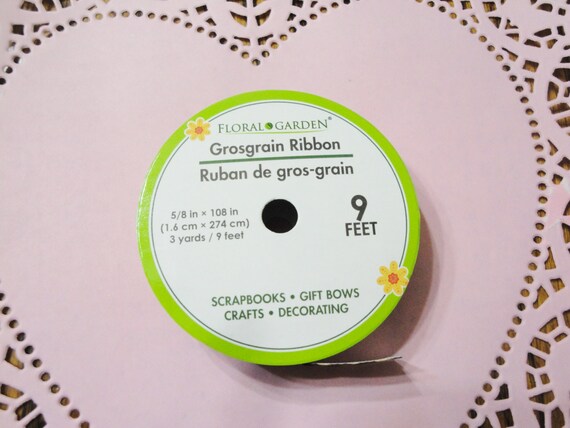 FLORAL GARDEN®
Grosgrain Ribbon
Ruban de gros-grain
5/8 in × 108 in
(1.6 cm × 274 cm)
3 yards / 9 feet
9
FEET
SCRAPBOOKS • GIFT BOWS
CRAFTS • DECORATING